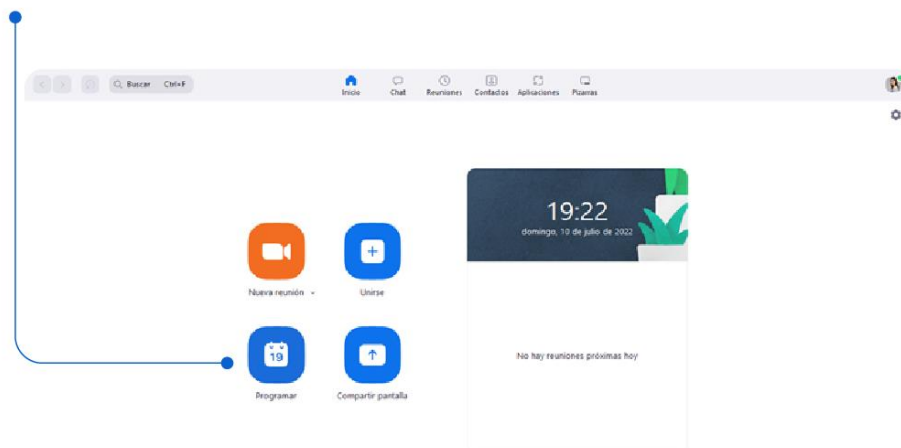 Buscar Ctrl+F
Inicio Chat Reuniones Contactos Aplicaciones Pizarras
19:22
domingo, 10 de julio de 2022
Nueva reunión Unirse
19
Programar Compartir pantalla
No hay reuniones próximas hoy